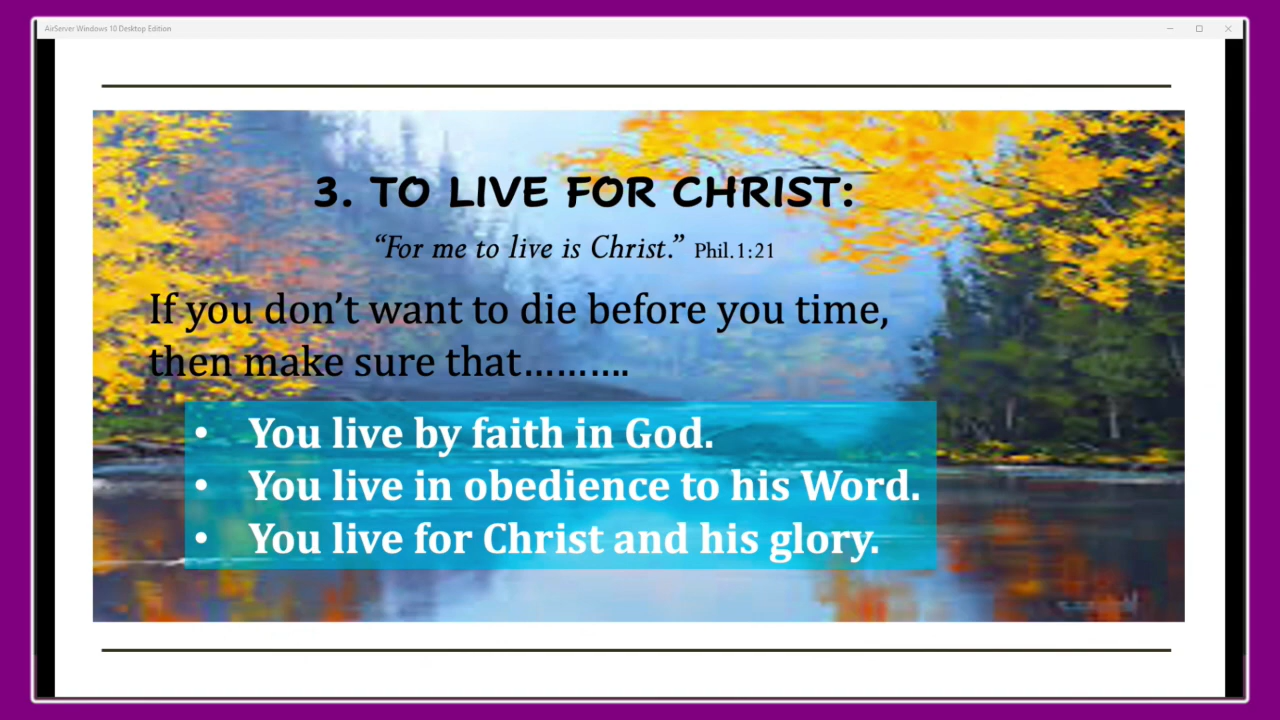 AirServer Windows 10 Desktop Edition
3. TO LIVE FOR CHRIST:
“For me to live is Christ.” Phil.1:21
If you don’t want to die before you time,
then make sure that……….
• You live by faith in God.
• You live in obedience to his Word.
• You live for Christ and his glory.